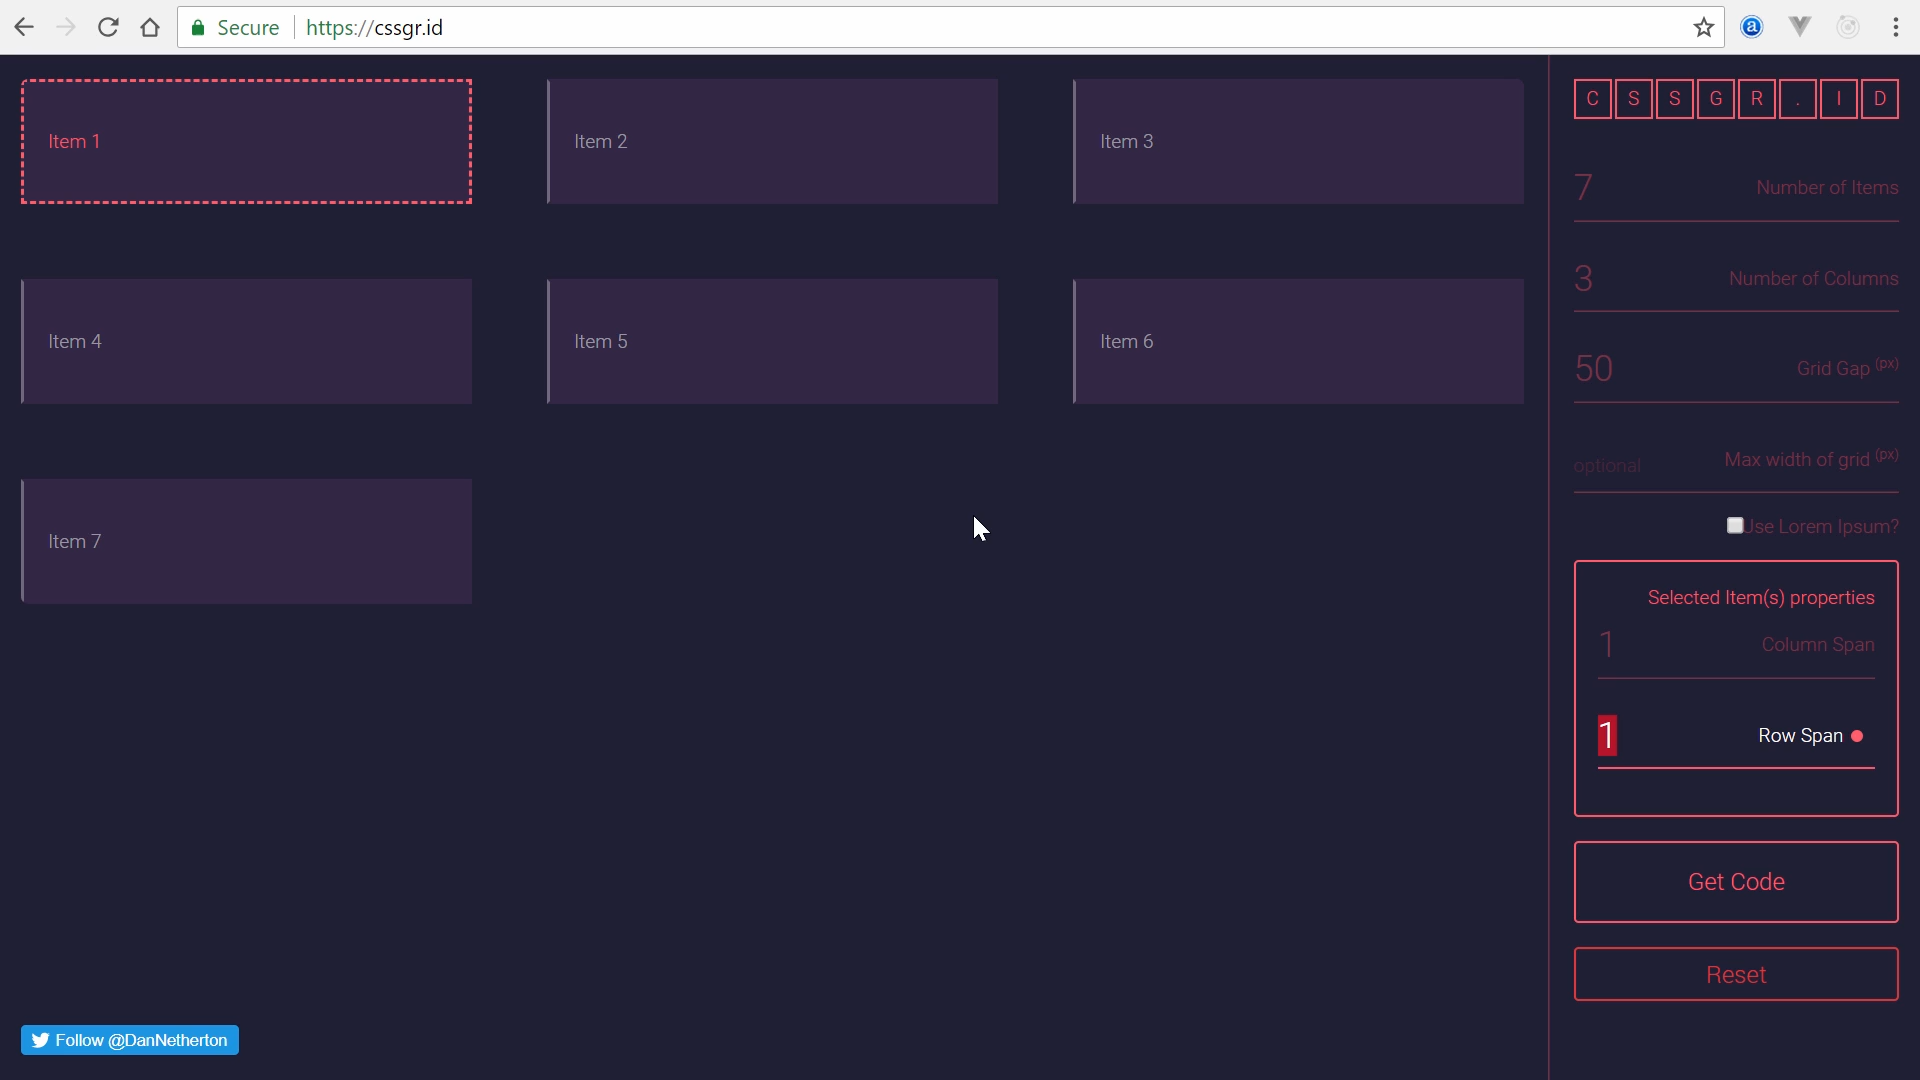 Secure https://cssgr.id
Item 1
Item 2
Item 3
Item 4
Item 5
Item 6
Item 7
Follow @DanNetherton
C S S G R . I D
7 Number of Items
3 Number of Columns
50 Grid Gap (px)
optional Max width of grid (px)
Use Lorem Ipsum?
Selected Item(s) properties
1 Column Span
1 Row Span
Get Code
Reset